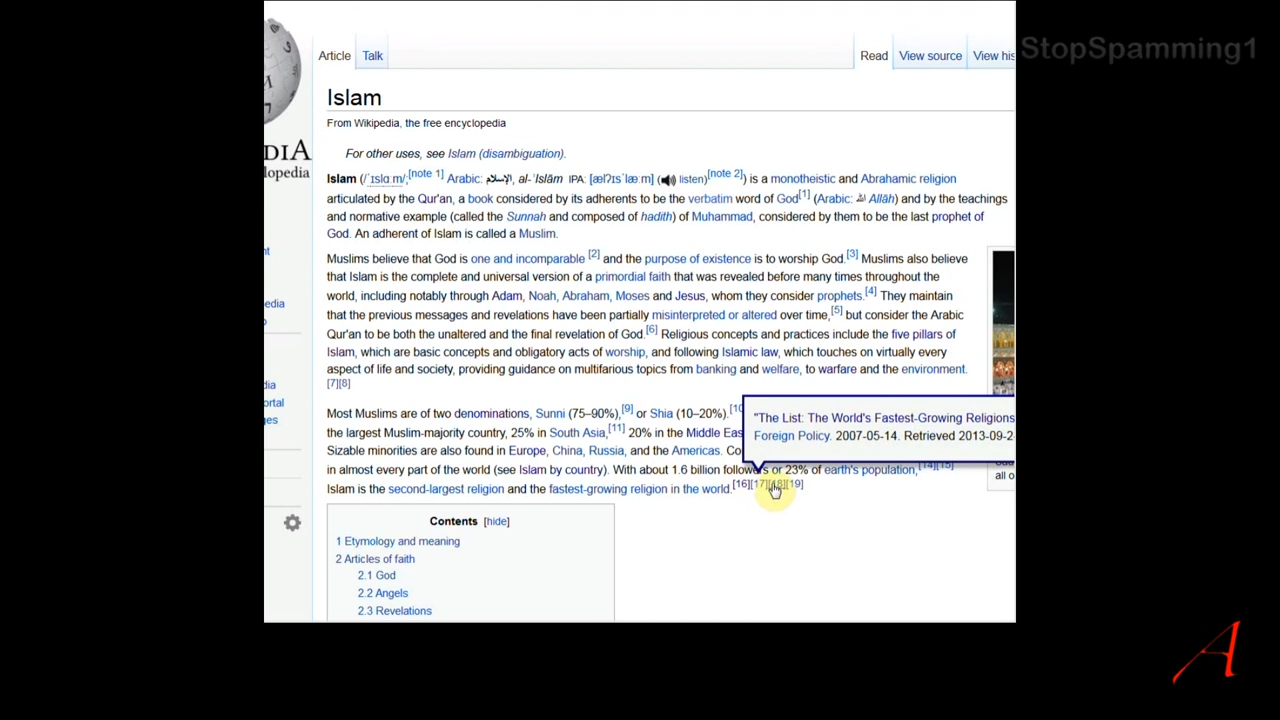 StopSpamming1
Article Talk Read View source View his
Islam
DIA
From Wikipedia, the free encyclopedia
lopedia
For other uses, see Islam (disambiguation).
Islam (/ˈɪslɑːm/;[note 1] Arabic: الإسلام, al-ʾIslām IPA: [ælʔɪsˈlæːm] (listen)[note 2]) is a monotheistic and Abrahamic religion
articulated by the Qur'an, a book considered by its adherents to be the verbatim word of God[1] (Arabic: الله Allāh) and by the teachings
and normative example (called the Sunnah and composed of hadith) of Muhammad, considered by them to be the last prophet of
God. An adherent of Islam is called a Muslim.
Muslims believe that God is one and incomparable [2] and the purpose of existence is to worship God.[3] Muslims also believe
that Islam is the complete and universal version of a primordial faith that was revealed before many times throughout the
world, including notably through Adam, Noah, Abraham, Moses and Jesus, whom they consider prophets.[4] They maintain
that the previous messages and revelations have been partially misinterpreted or altered over time,[5] but consider the Arabic
Qur'an to be both the unaltered and the final revelation of God.[6] Religious concepts and practices include the five pillars of
Islam, which are basic concepts and obligatory acts of worship, and following Islamic law, which touches on virtually every
aspect of life and society, providing guidance on multifarious topics from banking and welfare, to warfare and the environment.
[7][8]
Most Muslims are of two denominations, Sunni (75–90%),[9] or Shia (10–20%).[10
the largest Muslim-majority country, 25% in South Asia,[11] 20% in the Middle Eas
Sizable minorities are also found in Europe, China, Russia, and the Americas. Co
in almost every part of the world (see Islam by country). With about 1.6 billion followers or 23% of earth's population,[14][15]
Islam is the second-largest religion and the fastest-growing religion in the world.[16][17][18][19]
"The List: The World's Fastest-Growing Religions
Foreign Policy. 2007-05-14. Retrieved 2013-09-2
all o
nt
edia
dia
ortal
ges
Contents [hide]
1 Etymology and meaning
2 Articles of faith
2.1 God
2.2 Angels
2.3 Revelations
A